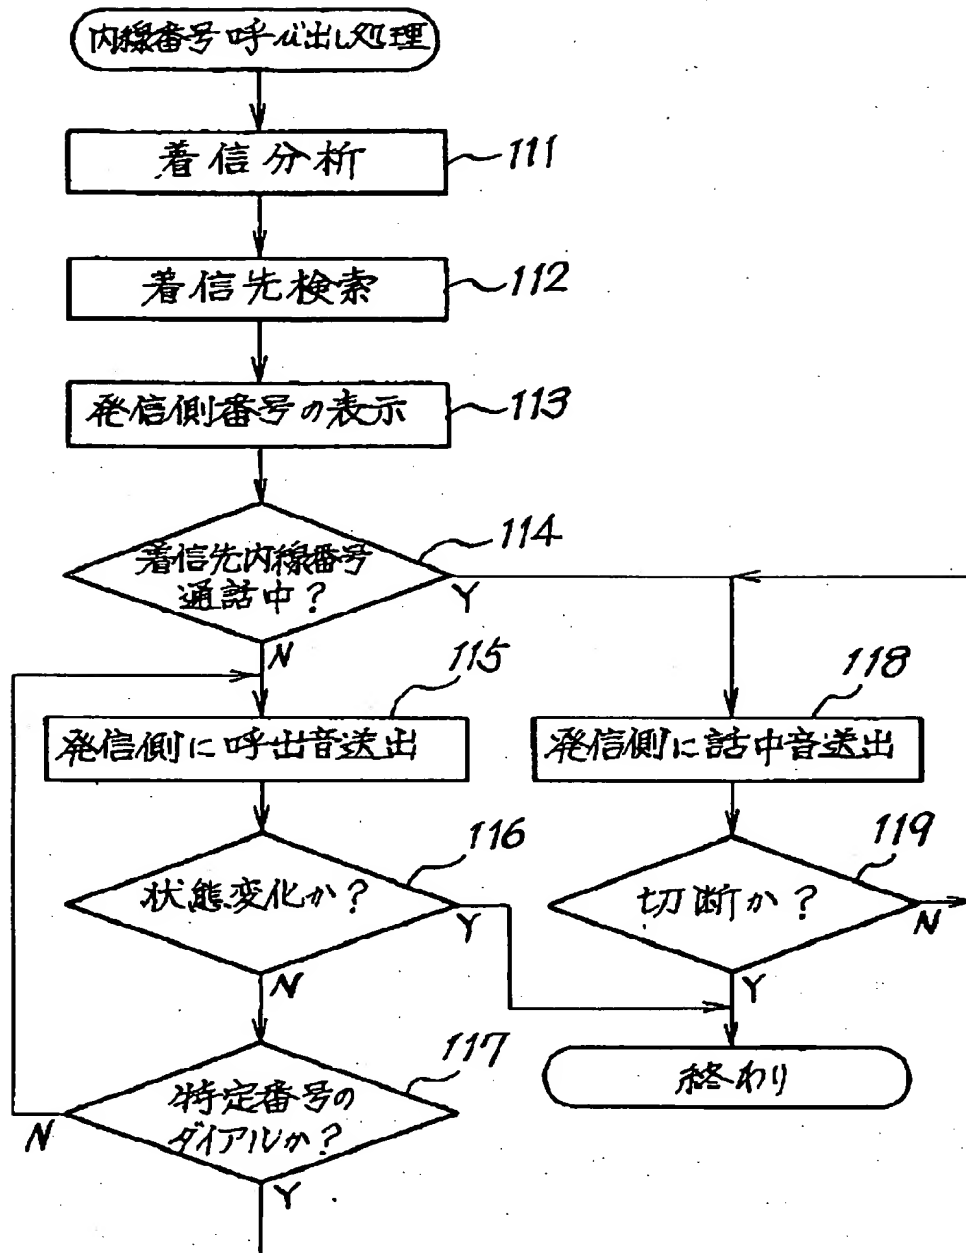 内線番号呼び出し処理
着信分析
111
着信先検索
112
発信側番号の表示
113
着信先内線番号
通話中?
114
Y
N
115
発信側に呼出音送出
118
発信側に話中音送出
116
状態変化か?
Y
N
119
切断か?
N
Y
117
特定番号の
ダイアルか?
N
Y
終わり